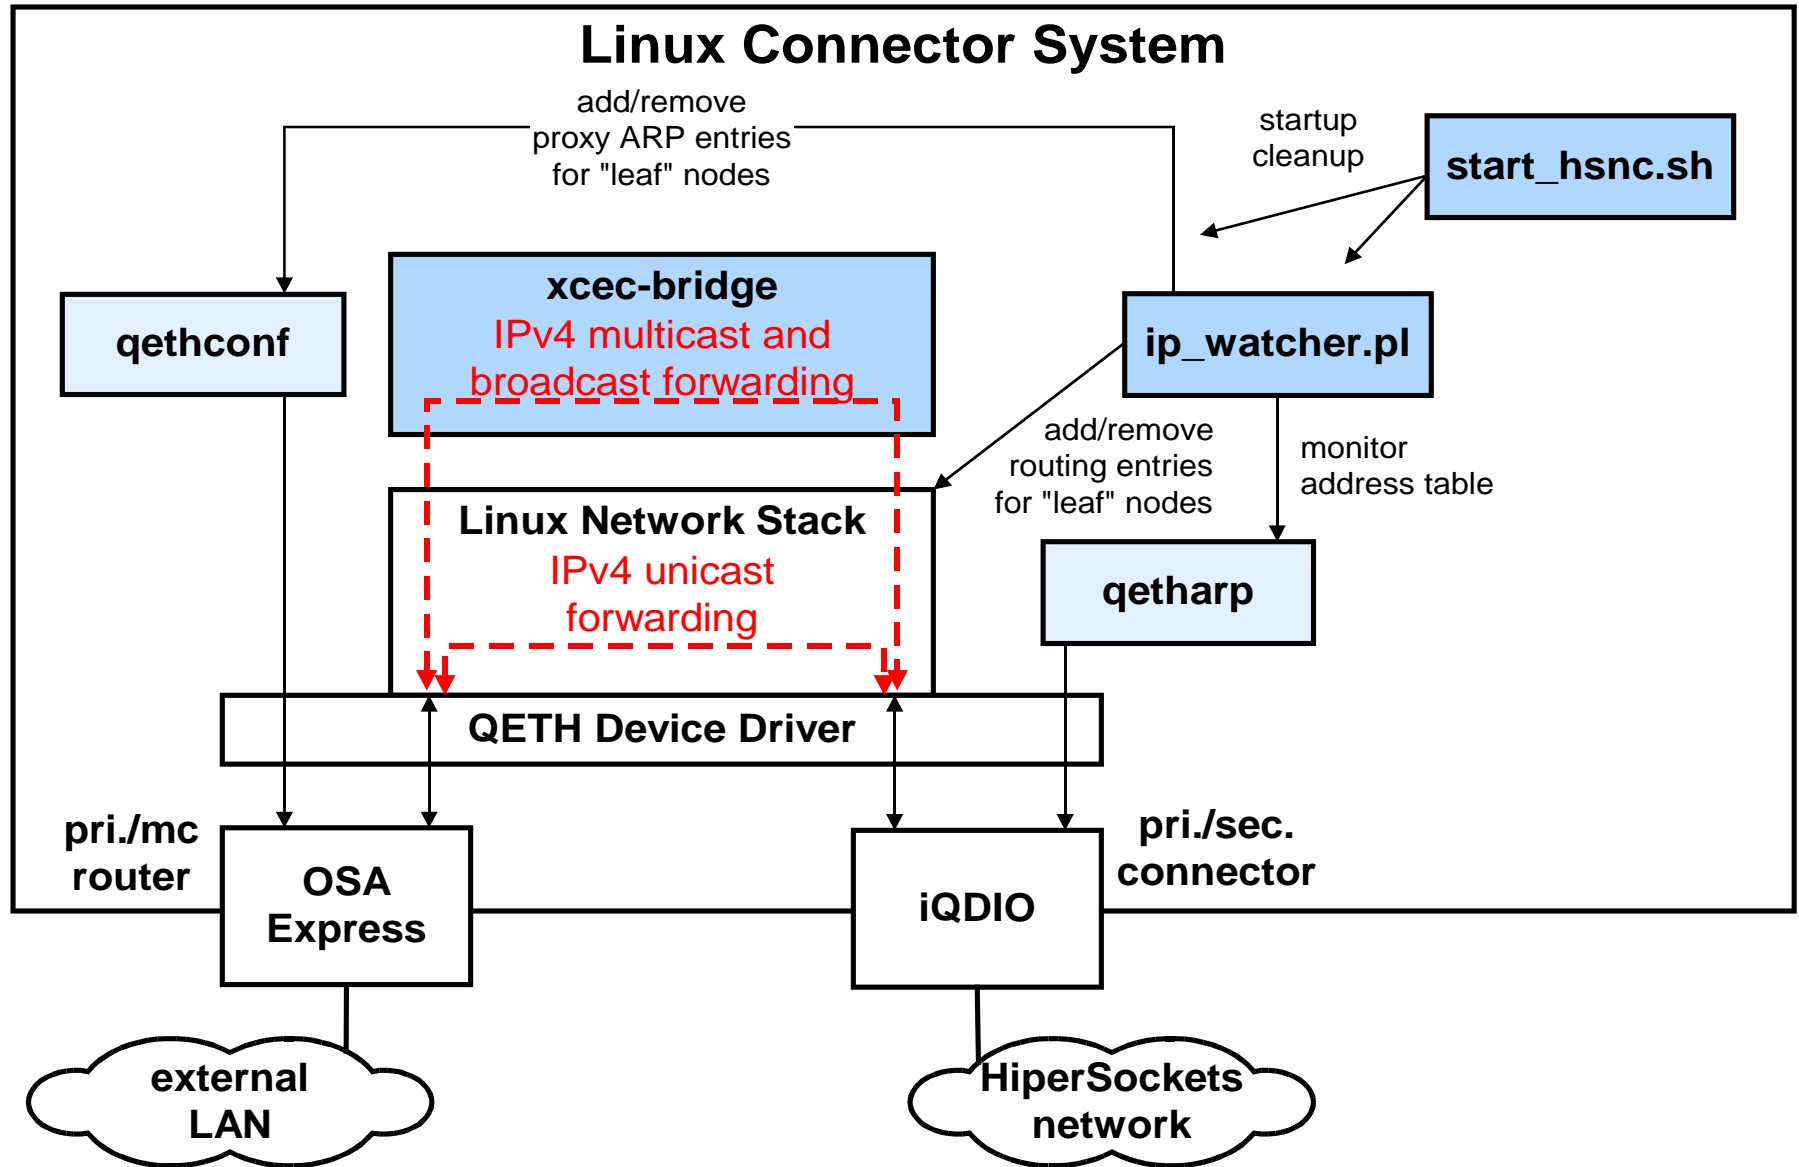 Linux Connector System
add/remove
proxy ARP entries
for "leaf" nodes
startup
cleanup
start_hsnc.sh
xcec-bridge
IPv4 multicast and
broadcast forwarding
qethconf
ip_watcher.pl
add/remove
routing entries
for "leaf" nodes
monitor
address table
Linux Network Stack
IPv4 unicast
forwarding
qetharp
QETH Device Driver
pri./mc
router
OSA
Express
iQDIO
pri./sec.
connector
external
LAN
HiperSockets
network